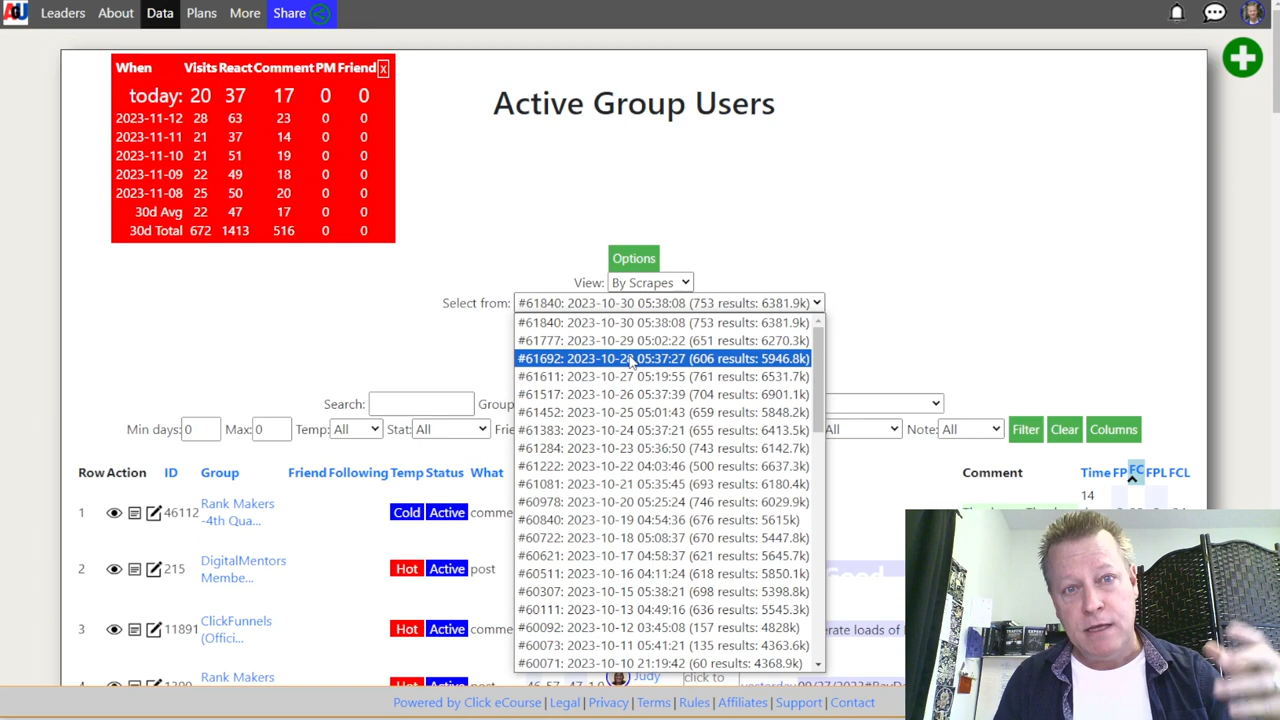 Leaders About Data Plans More Share
When Visits React Comment PM Friend x
today: 20 37 17 0 0
2023-11-12 28 63 23 0 0
2023-11-11 21 37 14 0 0
2023-11-10 21 51 19 0 0
2023-11-09 22 49 18 0 0
2023-11-08 25 50 20 0 0
30d Avg 22 47 17 0 0
30d Total 672 1413 516 0 0
Active Group Users
Options
View: By Scrapes
Select from: #61840: 2023-10-30 05:38:08 (753 results: 6381.9k)
#61840: 2023-10-30 05:38:08 (753 results: 6381.9k)
#61777: 2023-10-29 05:02:22 (651 results: 6270.3k)
#61692: 2023-10-28 05:37:27 (606 results: 5946.8k)
#61611: 2023-10-27 05:19:55 (761 results: 6531.7k)
#61517: 2023-10-26 05:37:39 (704 results: 6901.1k)
#61452: 2023-10-25 05:01:43 (659 results: 5848.2k)
#61383: 2023-10-24 05:37:21 (655 results: 6413.5k)
#61284: 2023-10-23 05:36:50 (743 results: 6142.7k)
#61222: 2023-10-22 04:03:46 (500 results: 6637.3k)
#61081: 2023-10-21 05:35:45 (693 results: 6180.4k)
#60978: 2023-10-20 05:25:24 (746 results: 6029.9k)
#60840: 2023-10-19 04:54:36 (676 results: 5615k)
#60722: 2023-10-18 05:08:37 (670 results: 5447.8k)
#60621: 2023-10-17 04:58:37 (621 results: 5645.7k)
#60511: 2023-10-16 04:11:24 (618 results: 5850.1k)
#60307: 2023-10-15 05:38:21 (698 results: 5398.8k)
#60111: 2023-10-13 04:49:16 (636 results: 5545.3k)
#60092: 2023-10-12 03:45:08 (157 results: 4828k)
#60073: 2023-10-11 05:41:21 (135 results: 4363.6k)
#60071: 2023-10-10 21:19:42 (60 results: 4368.9k)
Search: Group
Min days: 0 Max: 0 Temp: All Stat: All Frie All Note: All Filter Clear Columns
Row Action ID Group Friend Following Temp Status What Comment Time FP FC FPL FCL
14
1 46112 Rank Makers -4th Qua... Cold Active comme
2 215 DigitalMentors Membe... Hot Active post
3 11891 ClickFunnels (Offici... Hot Active comme erate loads of
Rank Makers Judy click to
Powered by Click eCourse | Legal | Privacy | Terms | Rules | Affiliates | Support | Contact